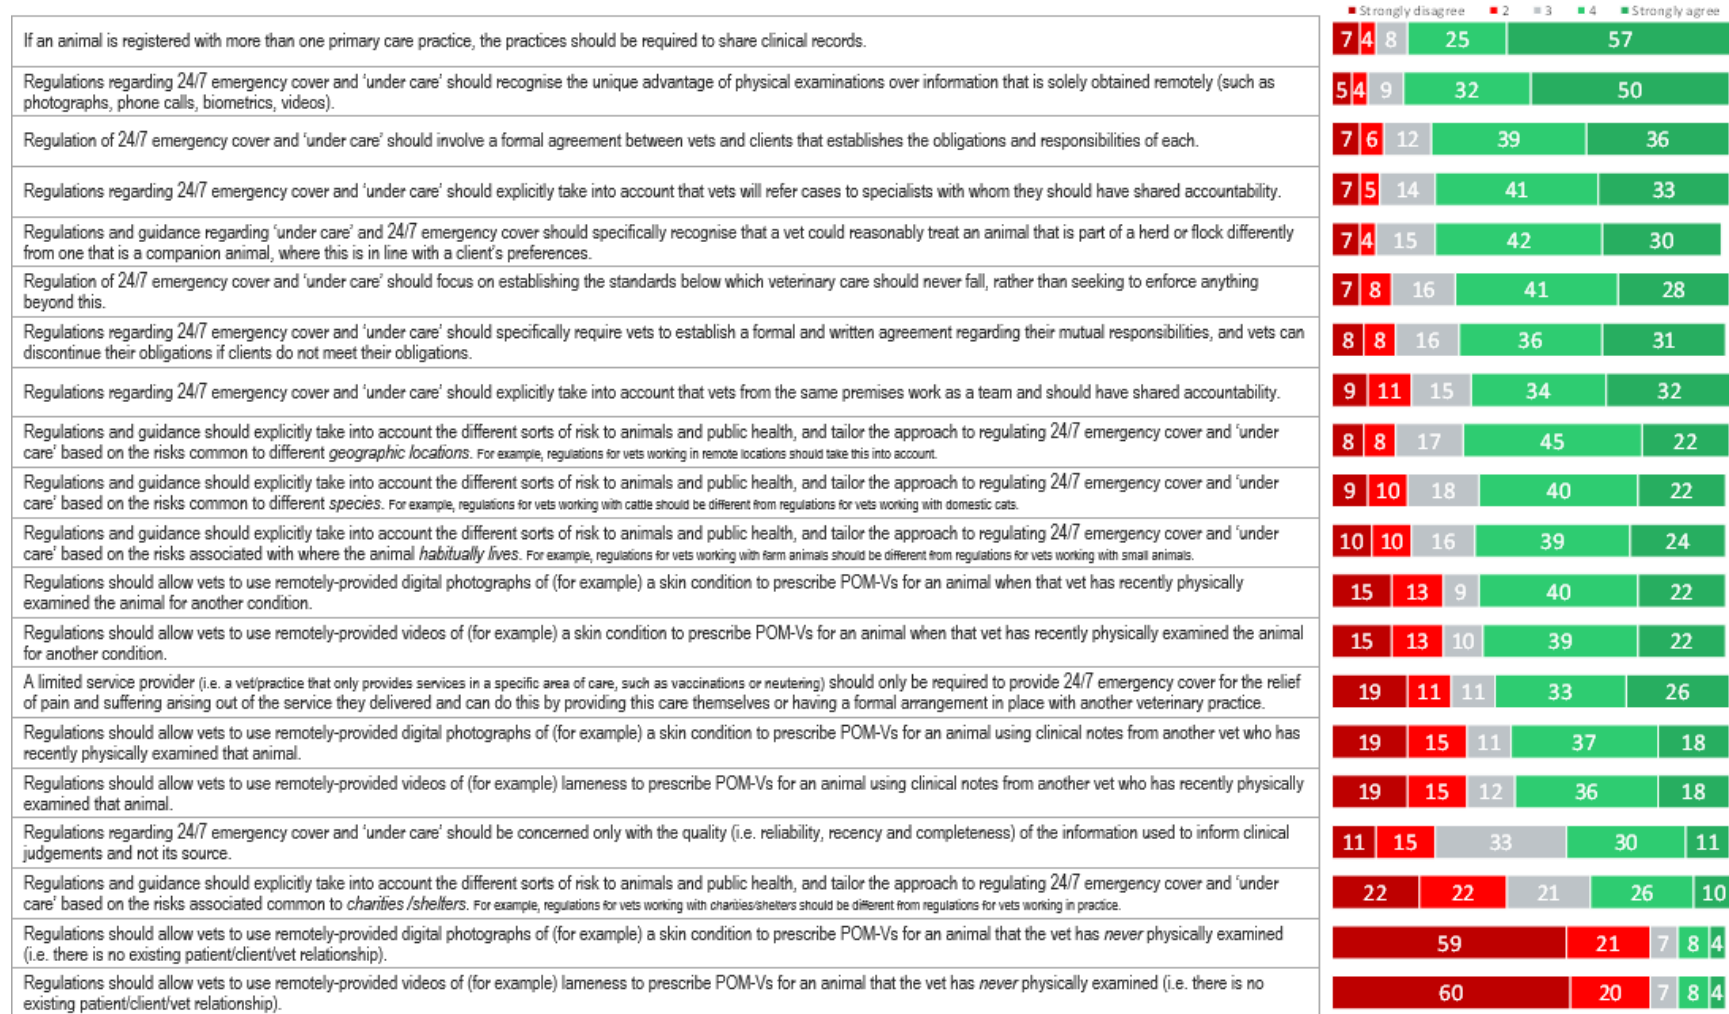 Strongly disagree 2 3 4 Strongly agree
If an animal is registered with more than one primary care practice, the practices should be required to share clinical records.
7 4 8 25 57
Regulations regarding 24/7 emergency cover and ‘under care’ should recognise the unique advantage of physical examinations over information that is solely obtained remotely (such as
photographs, phone calls, biometrics, videos).
5 4 9 32 50
Regulation of 24/7 emergency cover and ‘under care’ should involve a formal agreement between vets and clients that establishes the obligations and responsibilities of each.
7 6 12 39 36
Regulations regarding 24/7 emergency cover and ‘under care’ should explicitly take into account that vets will refer cases to specialists with whom they should have shared accountability.
7 5 14 41 33
Regulations and guidance regarding ‘under care’ and 24/7 emergency cover should specifically recognise that a vet could reasonably treat an animal that is part of a herd or flock differently
from one that is a companion animal, where this is in line with a client’s preferences.
7 4 15 42 30
Regulation of 24/7 emergency cover and ‘under care’ should focus on establishing the standards below which veterinary care should never fall, rather than seeking to enforce anything
beyond this.
7 8 16 41 28
Regulations regarding 24/7 emergency cover and ‘under care’ should specifically require vets to establish a formal and written agreement regarding their mutual responsibilities, and vets can
discontinue their obligations if clients do not meet their obligations.
8 8 16 36 31
Regulations regarding 24/7 emergency cover and ‘under care’ should explicitly take into account that vets from the same premises work as a team and should have shared accountability.
9 11 15 34 32
Regulations and guidance should explicitly take into account the different sorts of risk to animals and public health, and tailor the approach to regulating 24/7 emergency cover and ‘under
care’ based on the risks common to different geographic locations. For example, regulations for vets working in remote locations should take this into account.
8 8 17 45 22
Regulations and guidance should explicitly take into account the different sorts of risk to animals and public health, and tailor the approach to regulating 24/7 emergency cover and ‘under
care’ based on the risks common to different species. For example, regulations for vets working with cattle should be different from regulations for vets working with domestic cats.
9 10 18 40 22
Regulations and guidance should explicitly take into account the different sorts of risk to animals and public health, and tailor the approach to regulating 24/7 emergency cover and ‘under
care’ based on the risks associated with where the animal habitually lives. For example, regulations for vets working with farm animals should be different from regulations for vets working with small animals.
10 10 16 39 24
Regulations should allow vets to use remotely-provided digital photographs of (for example) a skin condition to prescribe POM-Vs for an animal when that vet has recently physically
examined the animal for another condition.
15 13 9 40 22
Regulations should allow vets to use remotely-provided videos of (for example) a skin condition to prescribe POM-Vs for an animal when that vet has recently physically examined the animal
for another condition.
15 13 10 39 22
A limited service provider (i.e. a vet/practice that only provides services in a specific area of care, such as vaccinations or neutering) should only be required to provide 24/7 emergency cover for the relief
of pain and suffering arising out of the service they delivered and can do this by providing this care themselves or having a formal arrangement in place with another veterinary practice.
19 11 11 33 26
Regulations should allow vets to use remotely-provided digital photographs of (for example) a skin condition to prescribe POM-Vs for an animal using clinical notes from another vet who has
recently physically examined that animal.
19 15 11 37 18
Regulations should allow vets to use remotely-provided videos of (for example) lameness to prescribe POM-Vs for an animal using clinical notes from another vet who has recently physically
examined that animal.
19 15 12 36 18
Regulations regarding 24/7 emergency cover and ‘under care’ should be concerned only with the quality (i.e. reliability, recency and completeness) of the information used to inform clinical
judgements and not its source.
11 15 33 30 11
Regulations and guidance should explicitly take into account the different sorts of risk to animals and public health, and tailor the approach to regulating 24/7 emergency cover and ‘under
care’ based on the risks associated common to charities /shelters. For example, regulations for vets working with charities/shelters should be different from regulations for vets working in practice.
22 22 21 26 10
Regulations should allow vets to use remotely-provided digital photographs of (for example) a skin condition to prescribe POM-Vs for an animal that the vet has never physically examined
(i.e. there is no existing patient/client/vet relationship).
59 21 7 8 4
Regulations should allow vets to use remotely-provided videos of (for example) lameness to prescribe POM-Vs for an animal that the vet has never physically examined (i.e. there is no
existing patient/client/vet relationship).
60 20 7 8 4